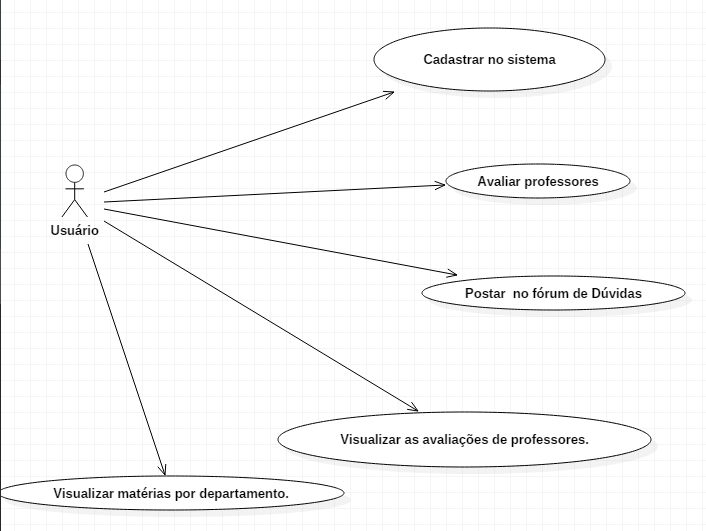 Cadastrar no sistema
Avaliar professores
Usuário
Postar  no fórum de Dúvidas
Visualizar as avaliações de professores.
Visualizar matérias por departamento.